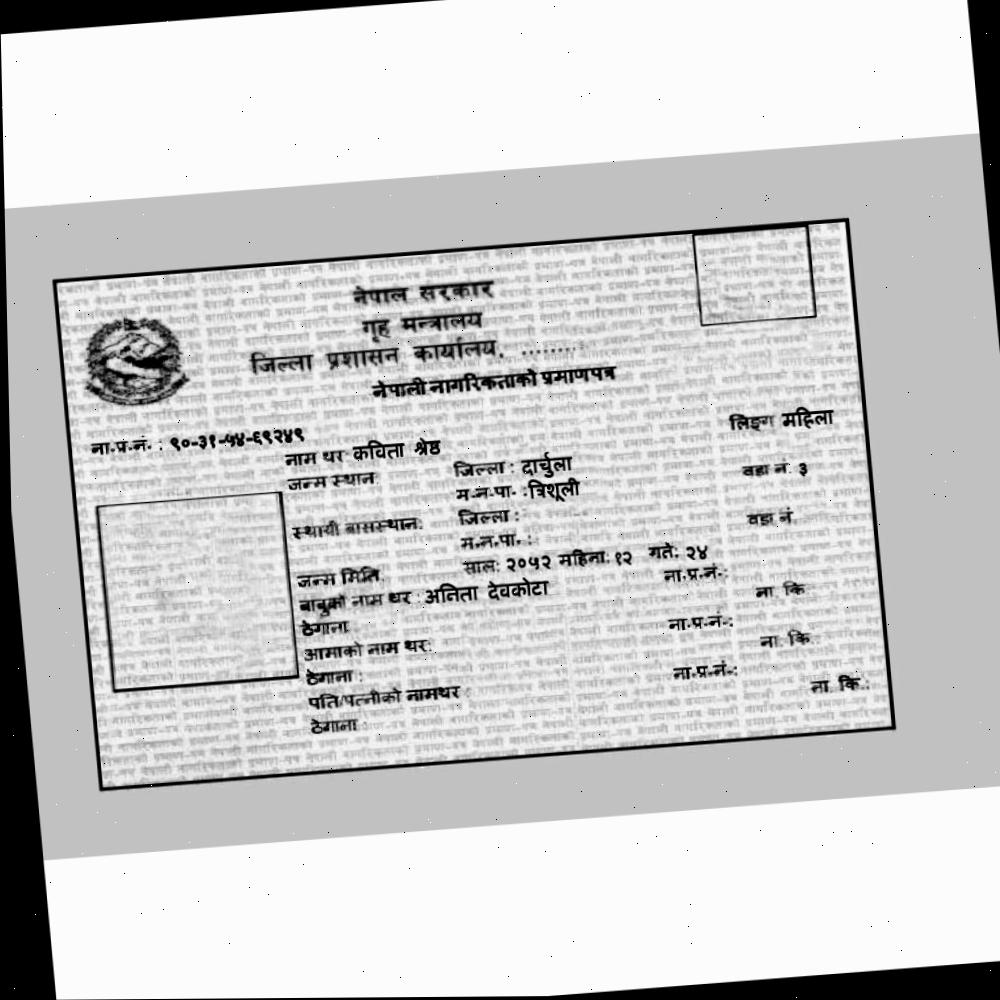 नेपाल सरकार
गृह मन्त्रालय
जिल्ला प्रशासन कार्यालय, .........
नेपाली नागरिकताको प्रमाणपत्र
ना.प्र.नं. : ९०-३१-५४-६९२४९ लिङ्ग महिला
नाम थर कविता श्रेष्ठ
जन्म स्थान: जिल्ला : दार्चुला वडा नं: ३
म.न.पा. : त्रिशूली
स्थायी बासस्थान: जिल्ला : वडा नं
म.न.पा. :
जन्म मिति: साल: २०५२ महिना: १२ गते: २४
बाबुको नाम थर : अनिता देवकोटा ना.प्र.नं.:
ठेगाना: ना. कि.:
आमाको नाम थर: ना.प्र.नं.:
ठेगाना : ना. कि.:
पति/पत्नीको नामथर : ना.प्र.नं.:
ठेगाना : ना. कि.: